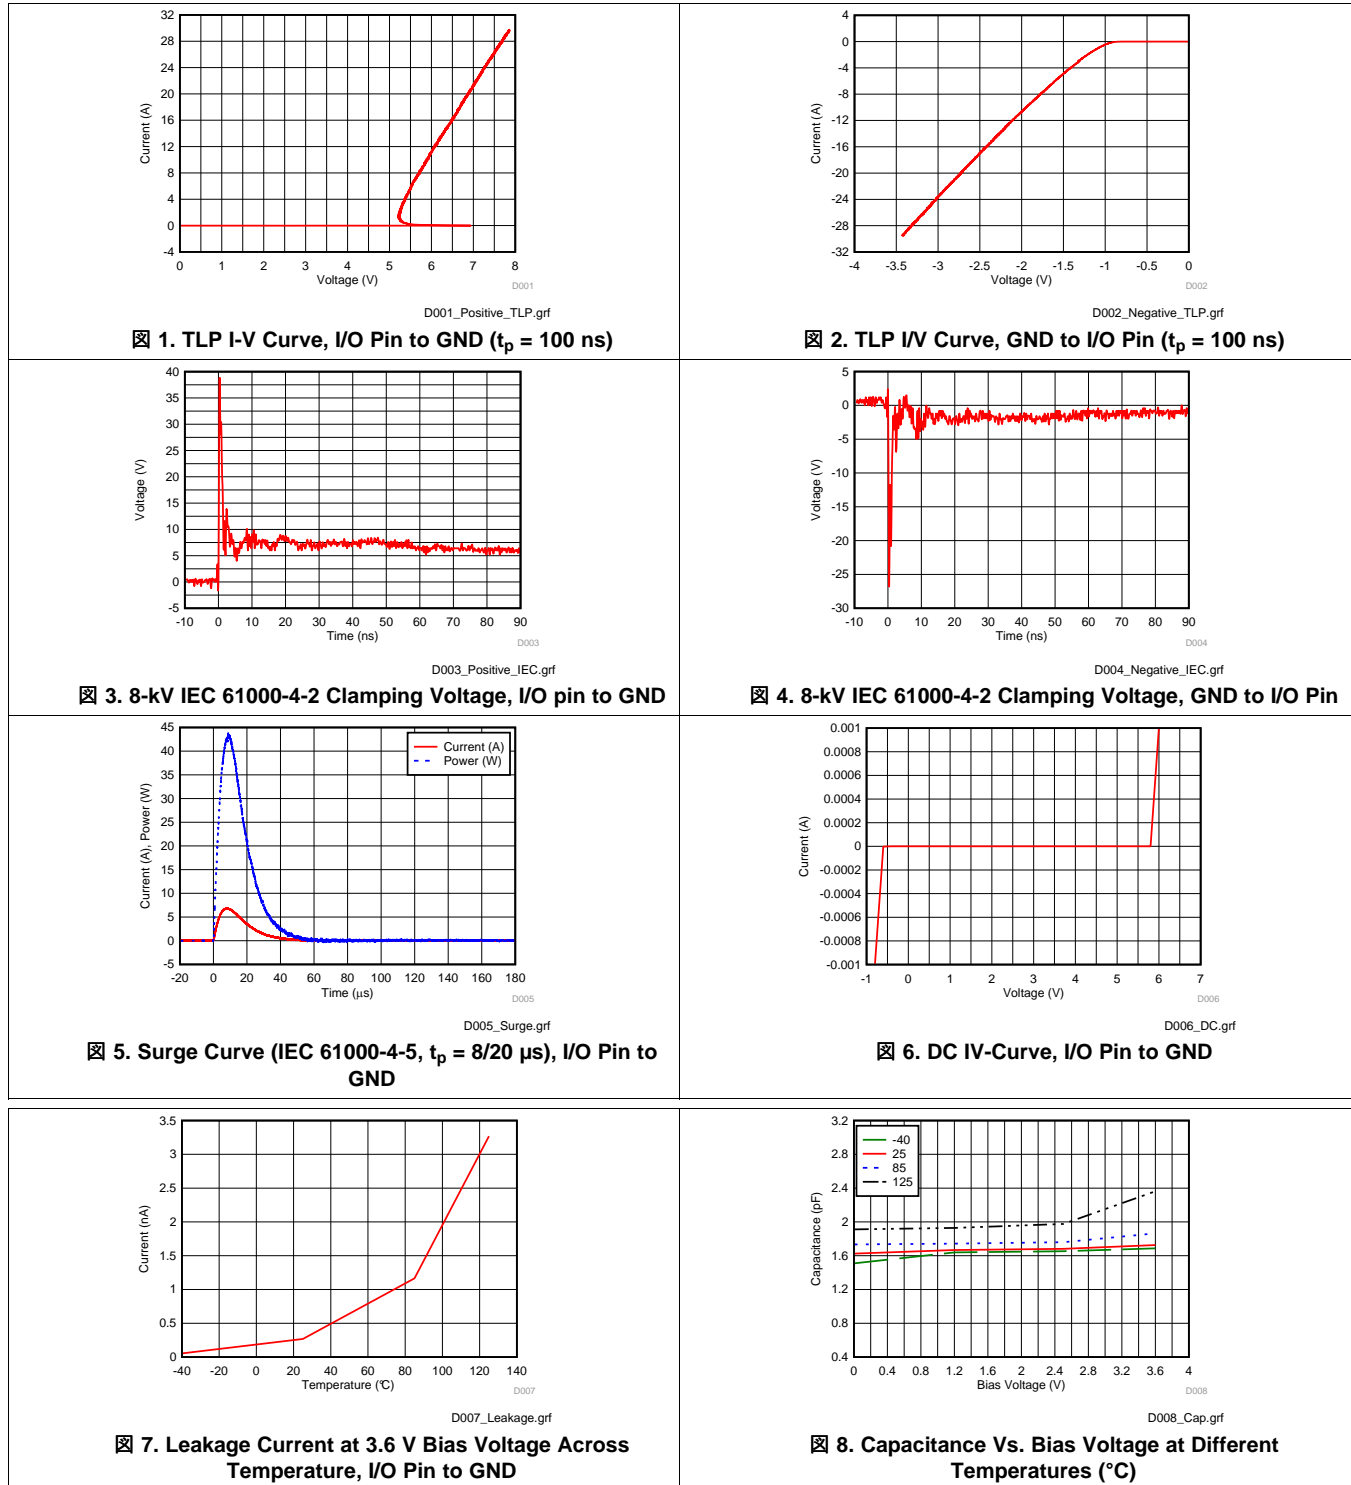 32
28
24
20
16
12
8
4
0
-4
0 1 2 3 4 5 6 7 8
Current (A)
Voltage (V)
D001
D001_Positive_TLP.grf
図 1. TLP I-V Curve, I/O Pin to GND (tp = 100 ns)
4
0
-4
-8
-12
-16
-20
-24
-28
-32
-4 -3.5 -3 -2.5 -2 -1.5 -1 -0.5 0
Current (A)
Voltage (V)
D002
D002_Negative_TLP.grf
図 2. TLP I/V Curve, GND to I/O Pin (tp = 100 ns)
40
35
30
25
20
15
10
5
0
-5
-10 0 10 20 30 40 50 60 70 80 90
Voltage (V)
Time (ns)
D003
D003_Positive_IEC.grf
図 3. 8-kV IEC 61000-4-2 Clamping Voltage, I/O pin to GND
5
0
-5
-10
-15
-20
-25
-30
-10 0 10 20 30 40 50 60 70 80 90
Voltage (V)
Time (ns)
D004
D004_Negative_IEC.grf
図 4. 8-kV IEC 61000-4-2 Clamping Voltage, GND to I/O Pin
45
40
35
30
25
20
15
10
5
0
-5
-20 0 20 40 60 80 100 120 140 160 180
Current (A), Power (W)
Time (μs)
Current (A)
Power (W)
D005
D005_Surge.grf
図 5. Surge Curve (IEC 61000-4-5, tp = 8/20 μs), I/O Pin to
GND
0.001
0.0008
0.0006
0.0004
0.0002
0
-0.0002
-0.0004
-0.0006
-0.0008
-0.001
-1 0 1 2 3 4 5 6 7
Current (A)
Voltage (V)
D006
D006_DC.grf
図 6. DC IV-Curve, I/O Pin to GND
3.5
3
2.5
2
1.5
1
0.5
0
-40 -20 0 20 40 60 80 100 120 140
Current (nA)
Temperature (°C)
D007
D007_Leakage.grf
図 7. Leakage Current at 3.6 V Bias Voltage Across
Temperature, I/O Pin to GND
3.2
2.8
2.4
2
1.6
1.2
0.8
0.4
0 0.4 0.8 1.2 1.6 2 2.4 2.8 3.2 3.6 4
Capacitance (pF)
Bias Voltage (V)
-40
25
85
125
D008
D008_Cap.grf
図 8. Capacitance Vs. Bias Voltage at Different
Temperatures (°C)